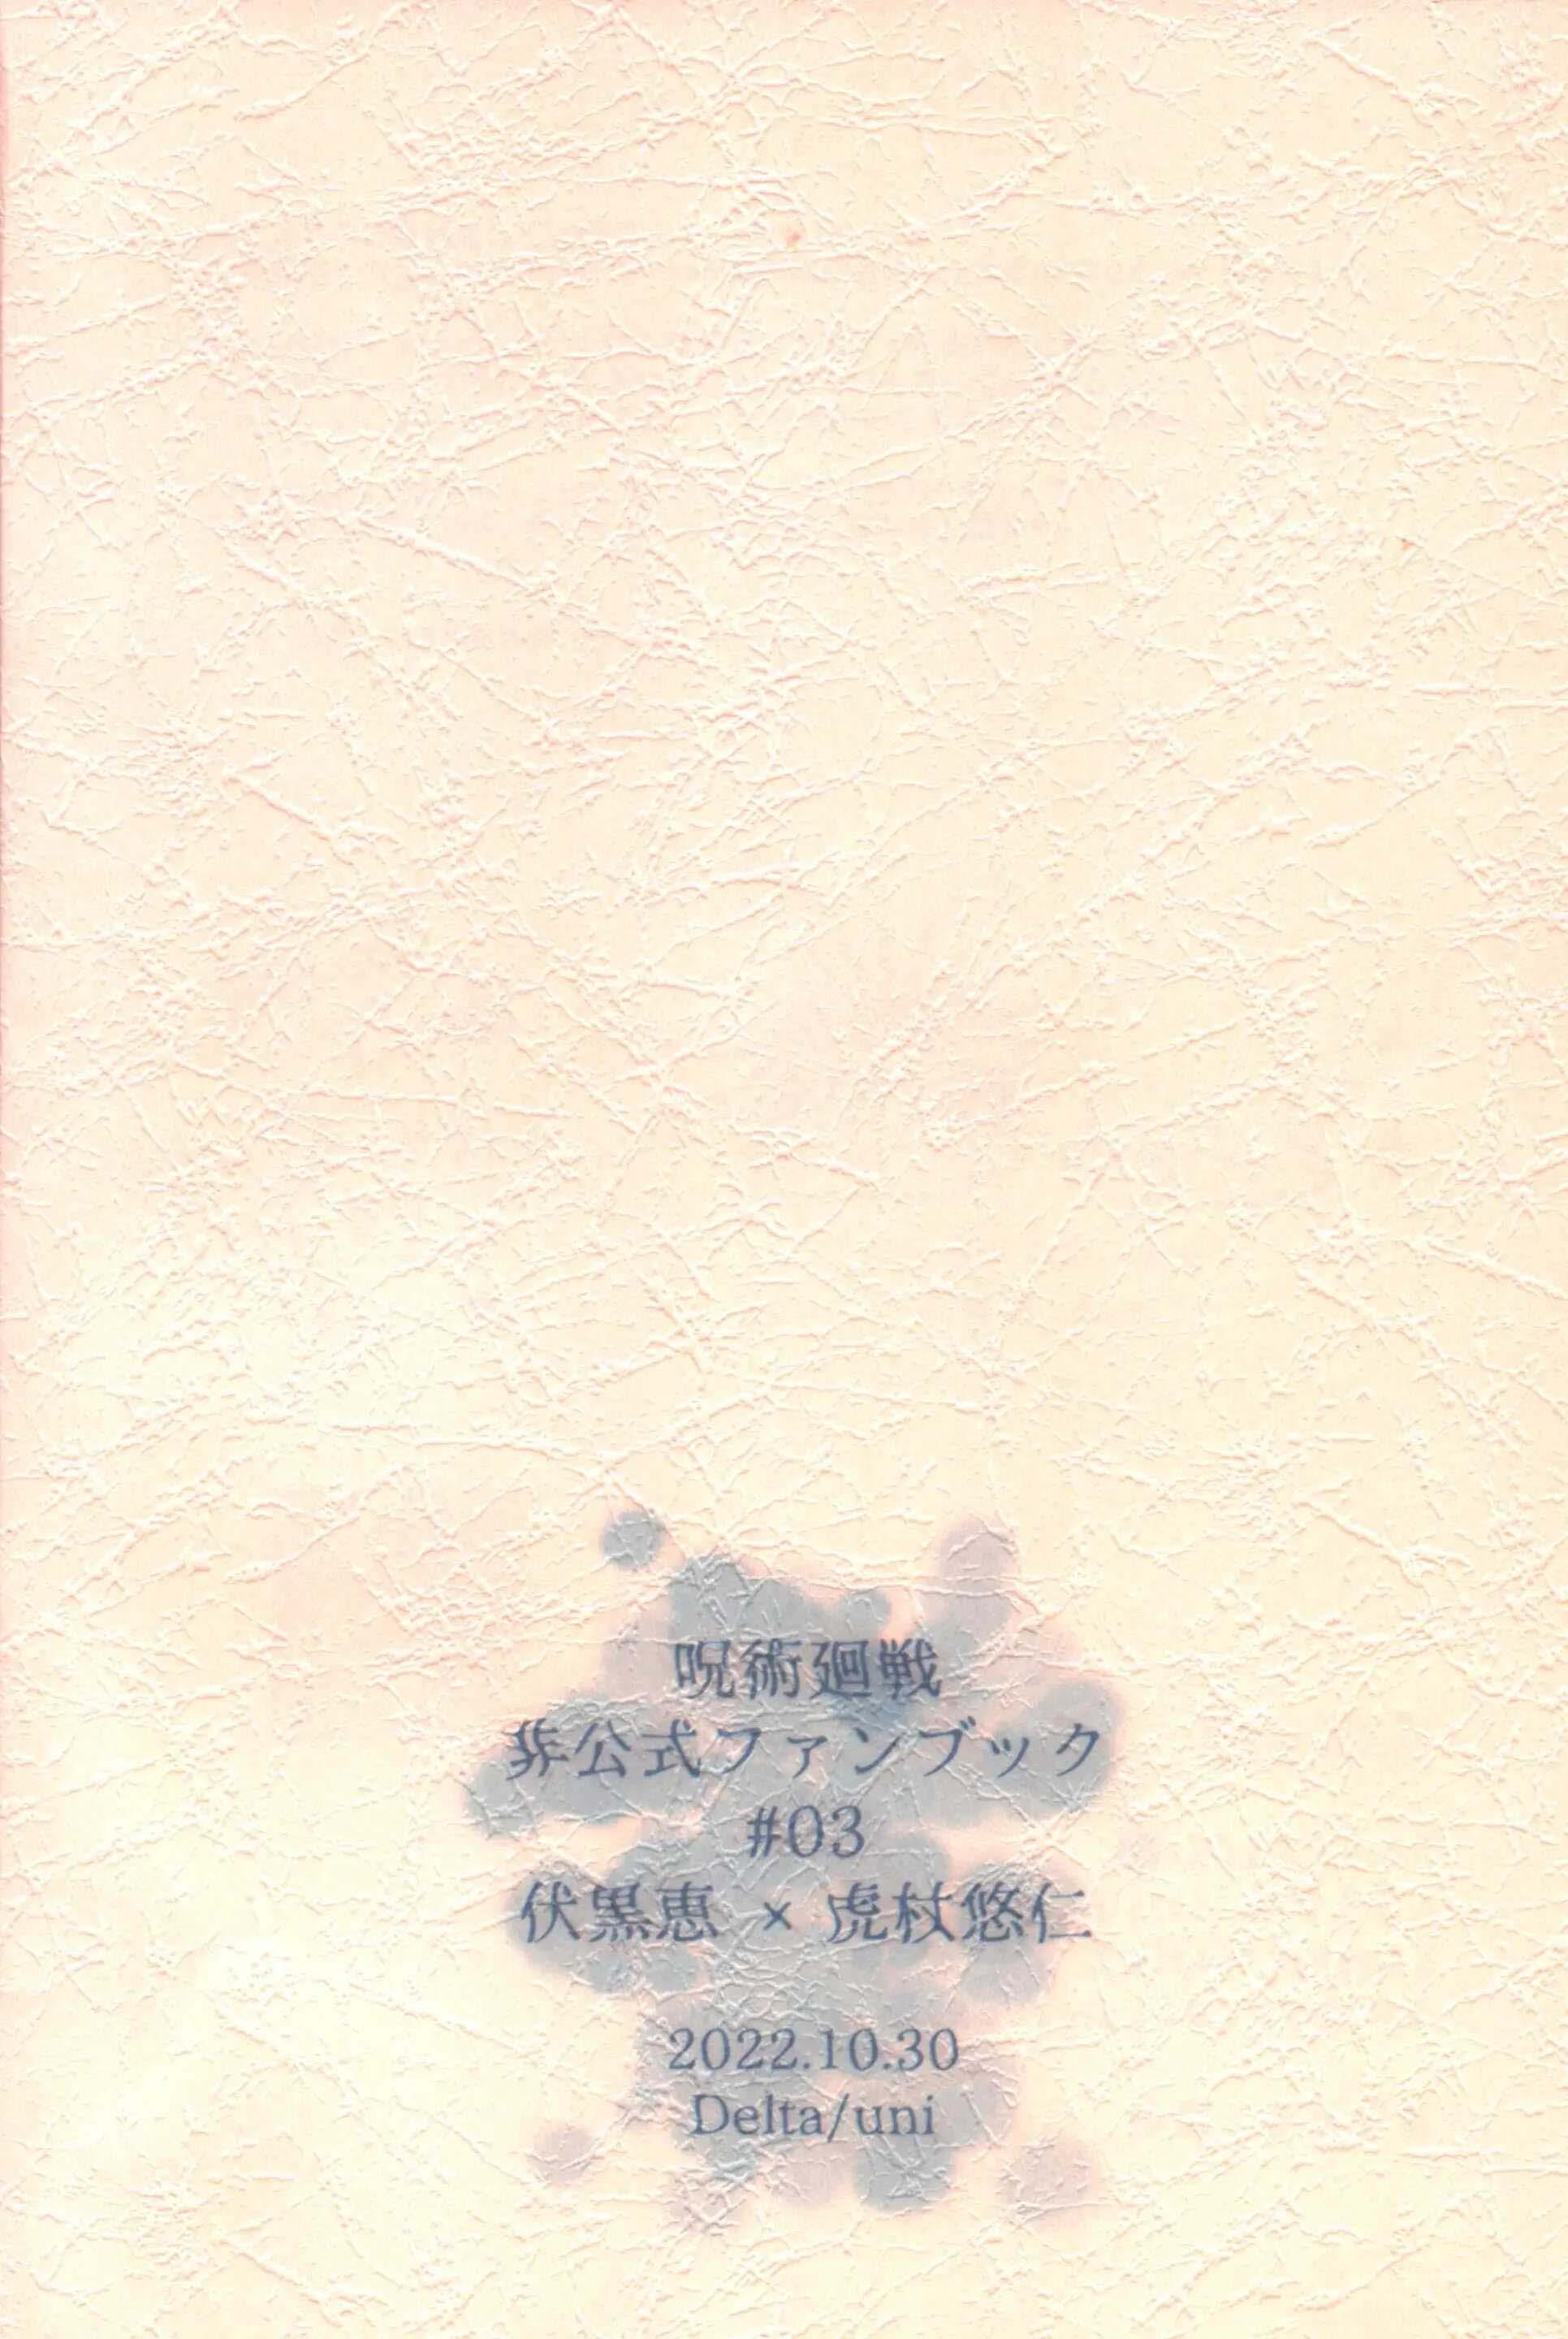 呪術廻戦
非公式ファンブック
#03
伏黒恵 × 虎杖悠仁
2022.10.30
Delta/uni